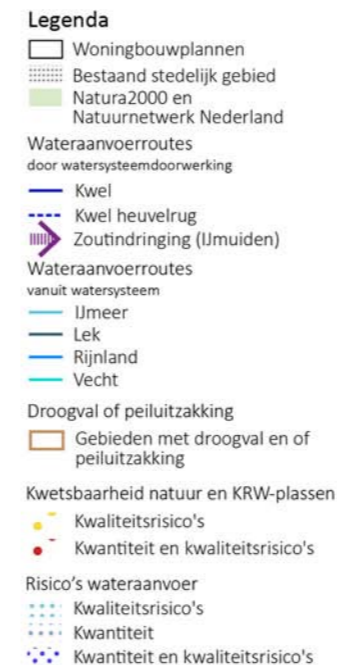 Legenda
Woningbouwplannen
Bestaand stedelijk gebied
Natura2000 en
Natuurnetwerk Nederland
Wateraanvoerroutes
door watersysteemdoorwerking
Kwel
Kwel heuvelrug
Zoutindringing (IJmuiden)
Wateraanvoerroutes
vanuit watersysteem
IJmeer
Lek
Rijnland
Vecht
Droogval of peiluitzakking
Gebieden met droogval en of
peiluitzakking
Kwetsbaarheid natuur en KRW-plassen
Kwaliteitsrisico's
Kwantiteit en kwaliteitsrisico's
Risico's wateraanvoer
Kwaliteitsrisico's
Kwantiteit
Kwantiteit en kwaliteitsrisico's